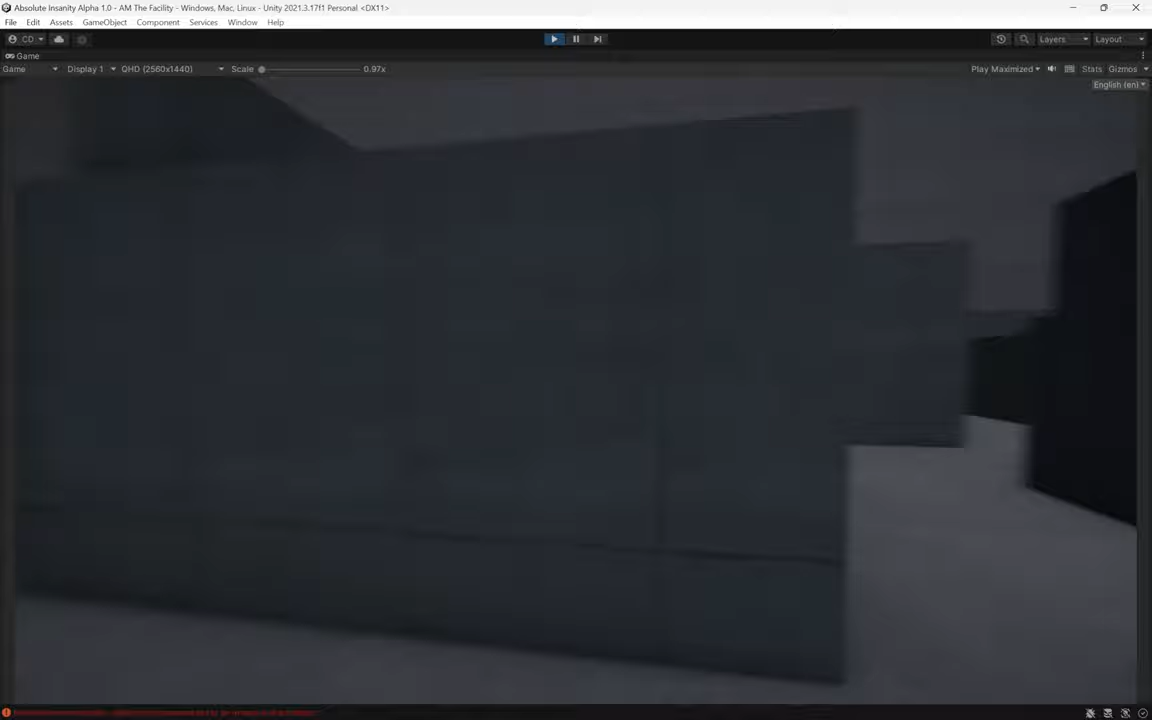 Absolute Insanity Alpha 1.0 - AM The Facility - Windows, Mac, Linux - Unity 2021.3.17f1 Personal <DX11>
File Edit Assets GameObject Component Services Window Help
CD Layers Layout
Game
Game Display 1 QHD (2560x1440) Scale 0.97x Play Maximized Stats Gizmos
English (en)